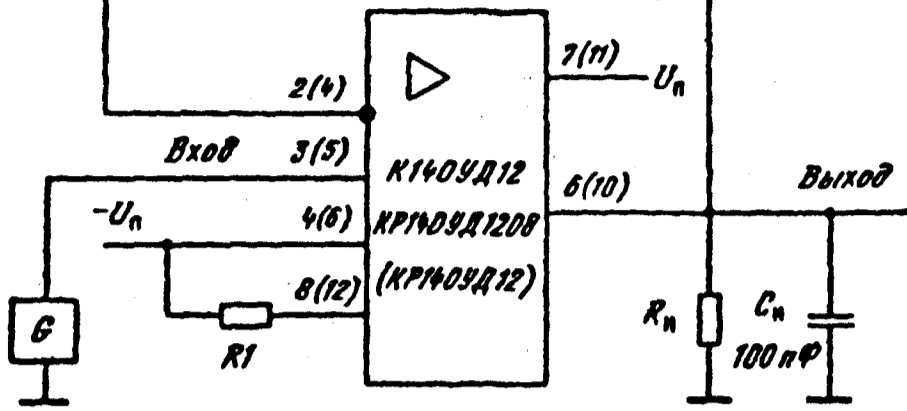 7(11)
Uп
2(4)
Вход
3(5)
К140УД12
6(10)
Выход
-Uп
4(6)
КР140УД1208
8(12)
(КР140УД12)
G
R1
Rн
Cн
100 пФ